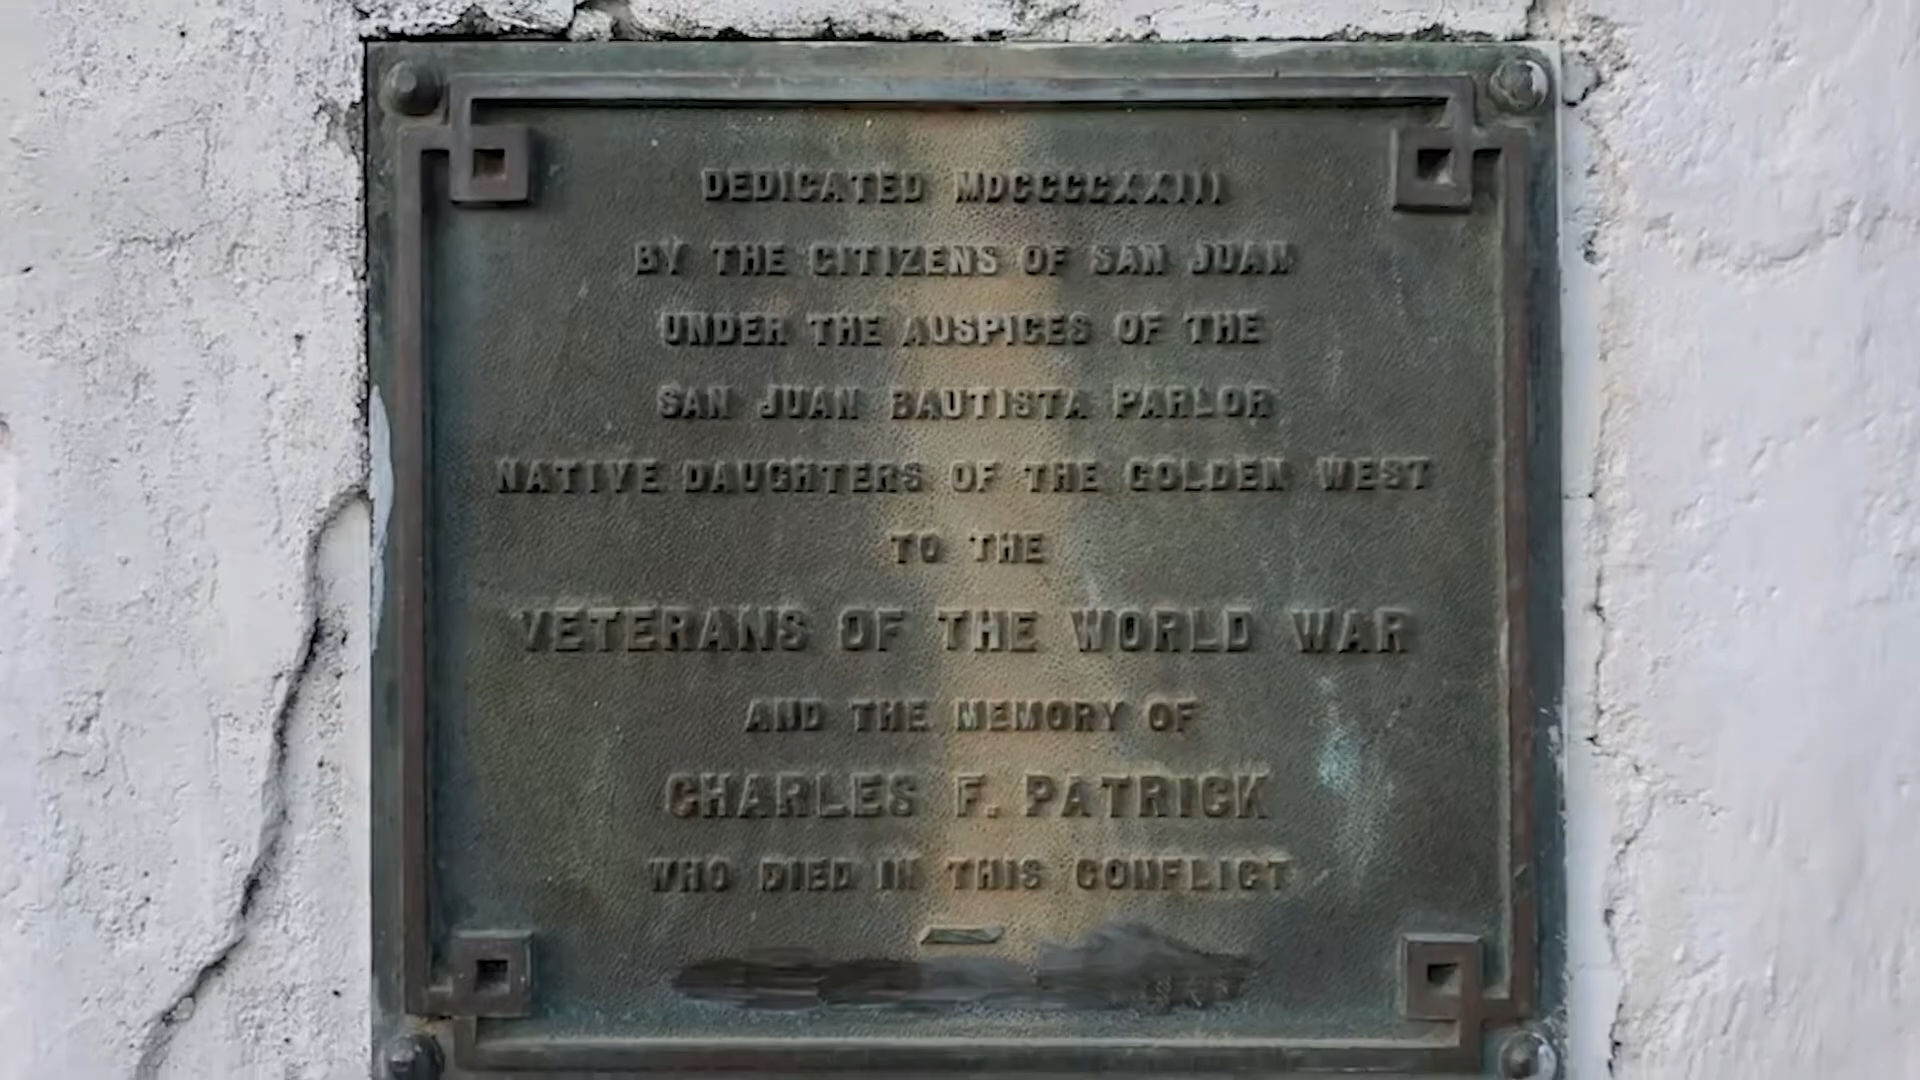 DEDICATED MDCCCCXXIII
BY THE CITIZENS OF SAN JUAN
UNDER THE AUSPICES OF THE
SAN JUAN BAUTISTA PARLOR
NATIVE DAUGHTERS OF THE GOLDEN WEST
TO THE
VETERANS OF THE WORLD WAR
AND THE MEMORY OF
CHARLES F. PATRICK
WHO DIED IN THIS CONFLICT